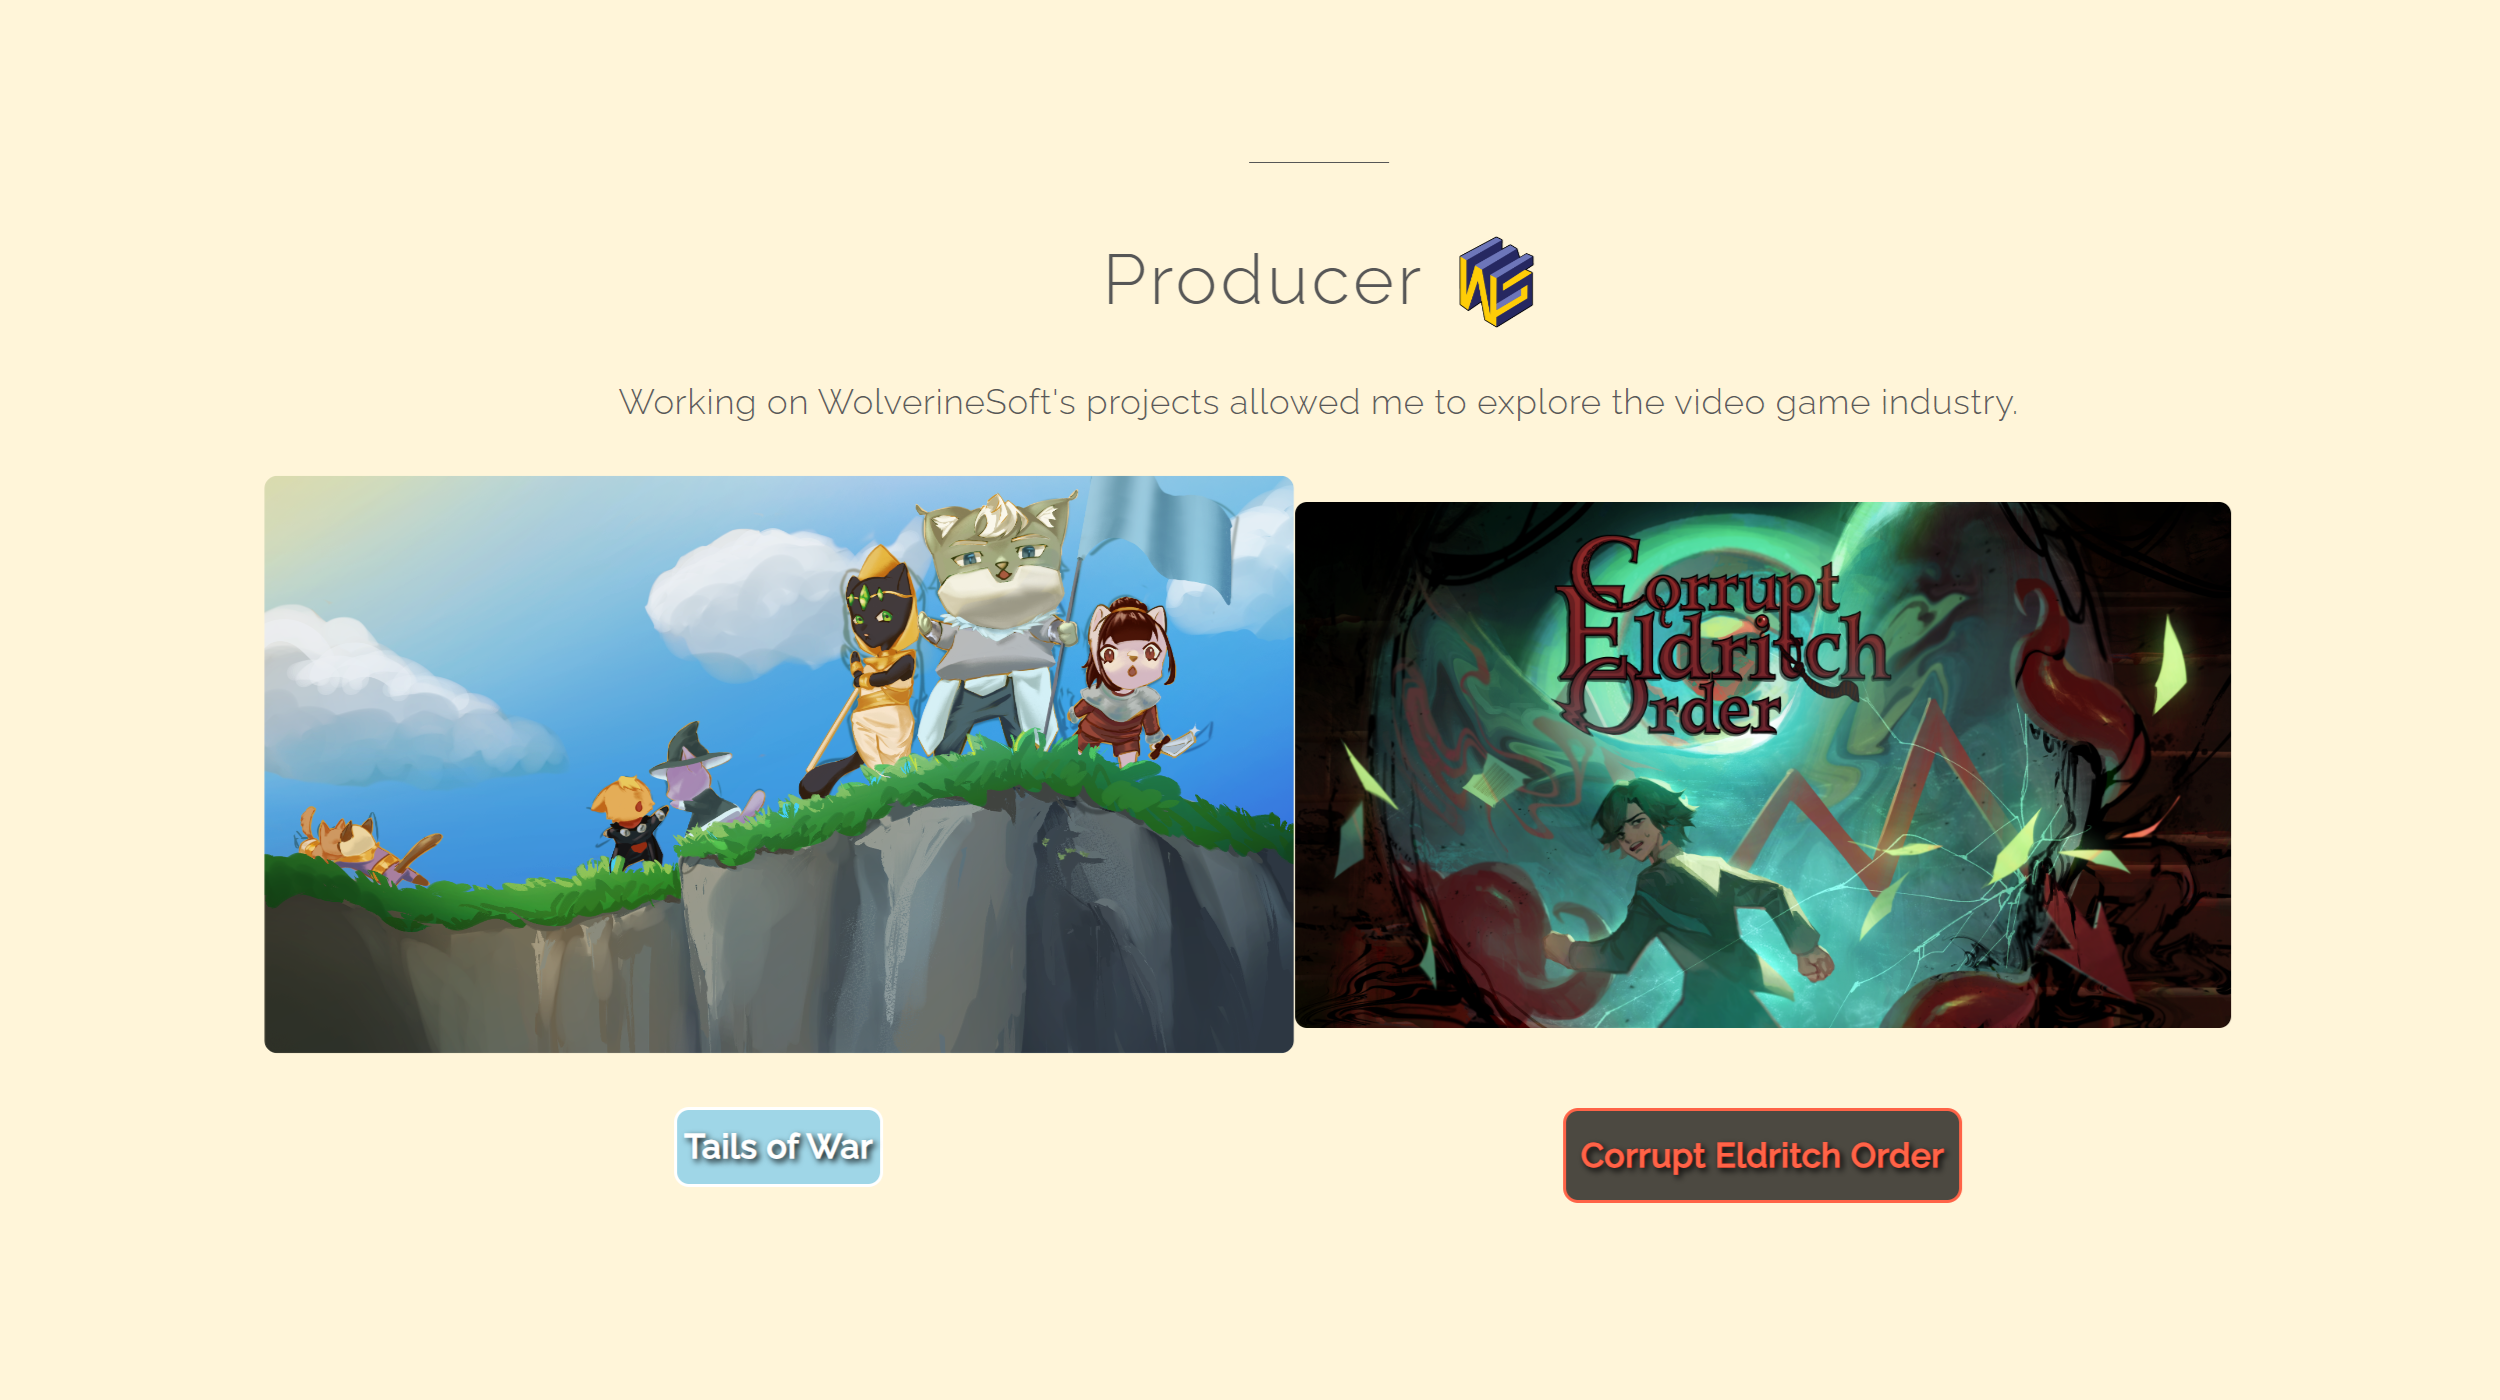 Producer WS
Working on WolverineSoft's projects allowed me to explore the video game industry.
Corrupt
Eldritch
Order
Tails of War
Corrupt Eldritch Order